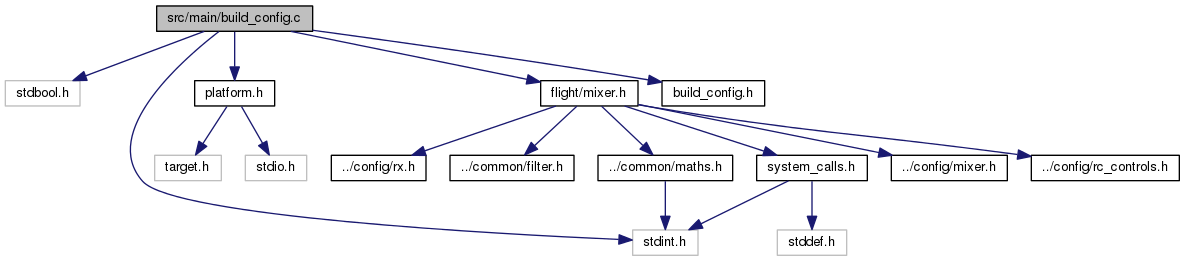 src/main/build_config.c
stdbool.h
platform.h
flight/mixer.h
build_config.h
target.h
stdio.h
../config/rx.h
../common/filter.h
../common/maths.h
system_calls.h
../config/mixer.h
../config/rc_controls.h
stdint.h
stddef.h